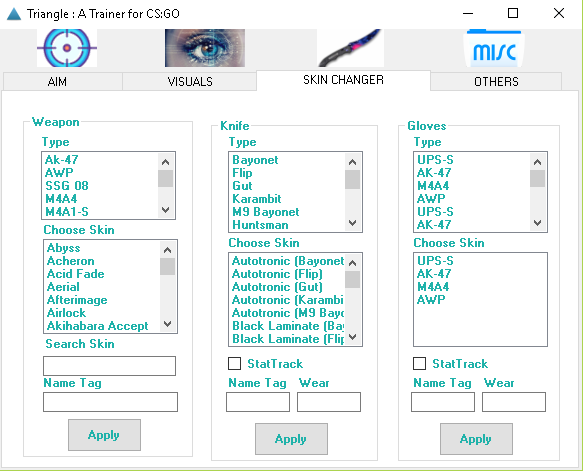 Triangle : A Trainer for CS:GO
misc
AIM
VISUALS
SKIN CHANGER
OTHERS
Weapon
Type
Ak-47
AWP
SSG 08
M4A4
M4A1-S
Choose Skin
Abyss
Acheron
Acid Fade
Aerial
Afterimage
Airlock
Akihabara Accept
Search Skin
Name Tag
Apply
Knife
Type
Bayonet
Flip
Gut
Karambit
M9 Bayonet
Huntsman
Choose Skin
Autotronic (Bayonet
Autotronic (Flip)
Autotronic (Gut)
Autotronic (Karambi
Autotronic (M9 Bayo
Black Laminate (Ba
Black Laminate (Fl
StatTrack
Name Tag Wear
Apply
Gloves
Type
UPS-S
AK-47
M4A4
AWP
UPS-S
AK-47
Choose Skin
UPS-S
AK-47
M4A4
AWP
StatTrack
Name Tag Wear
Apply